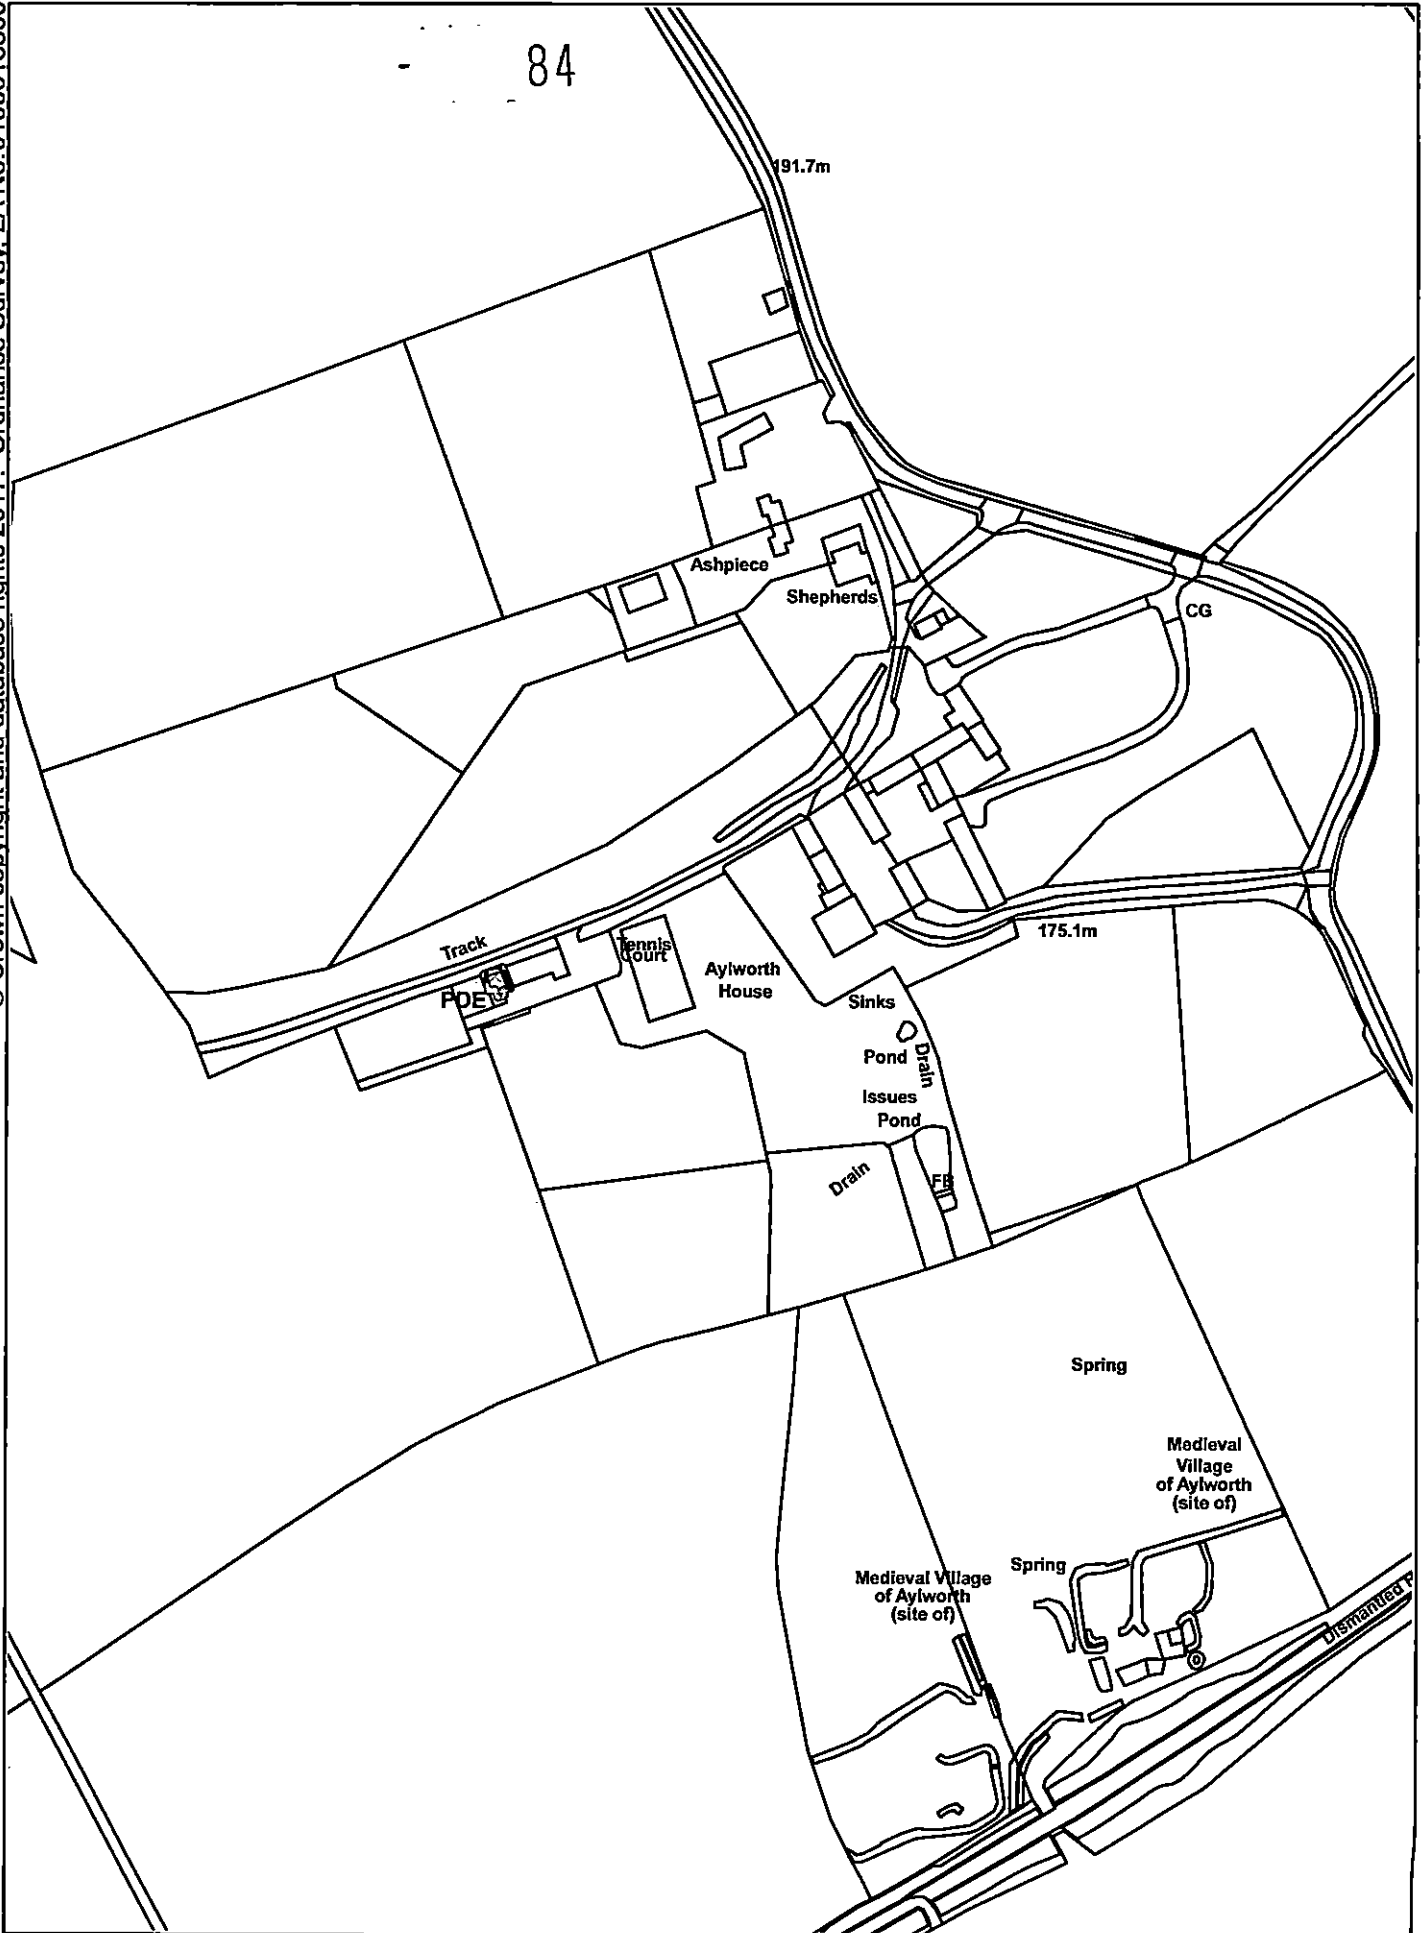 84
191.7m
Ashpiece
Shepherds
CG
175.1m
Track
Tennis
Court
Aylworth
House
PDE
Sinks
Pond
Drain
Issues
Pond
Drain
FB
Spring
Medieval
Village
of Aylworth
(site of)
Spring
Medieval Village
of Aylworth
(site of)
Dismantled